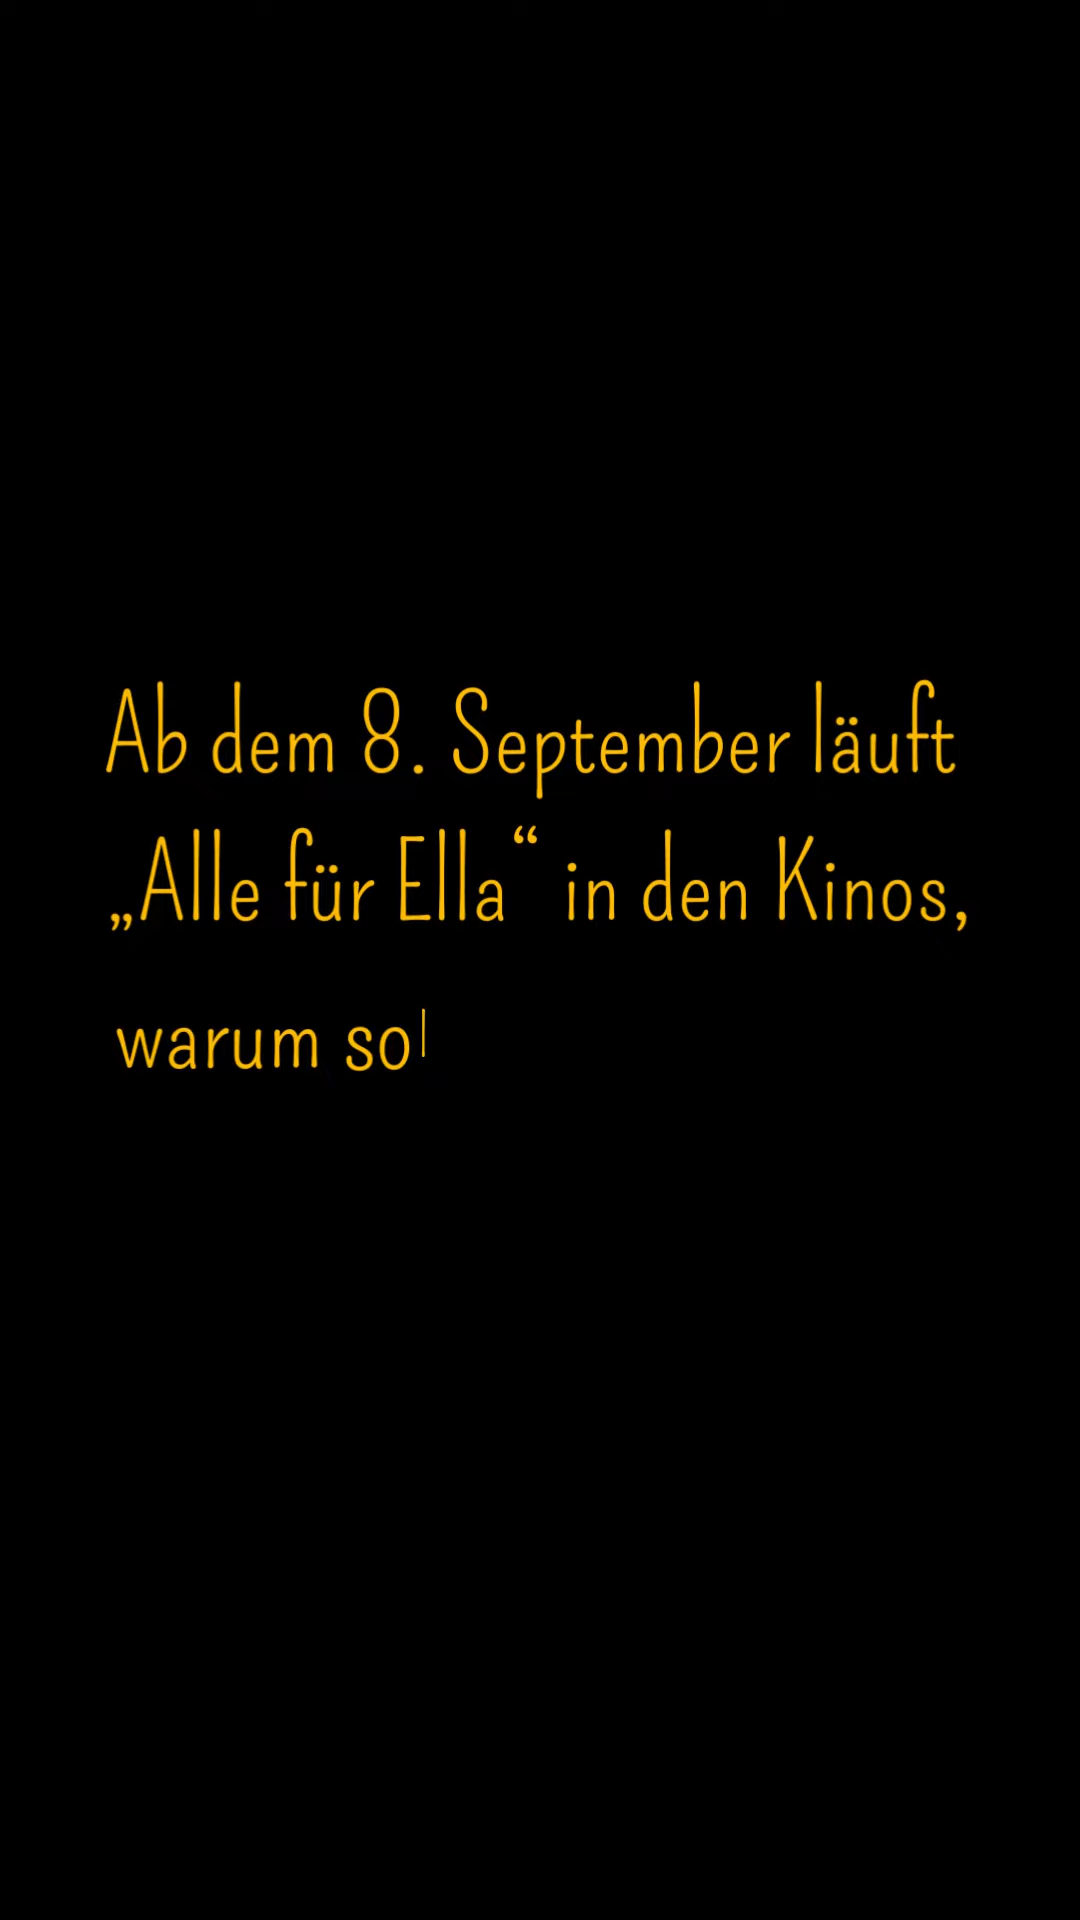 Ab dem 8. September läuft
„Alle für Ella“ in den Kinos,
warum so